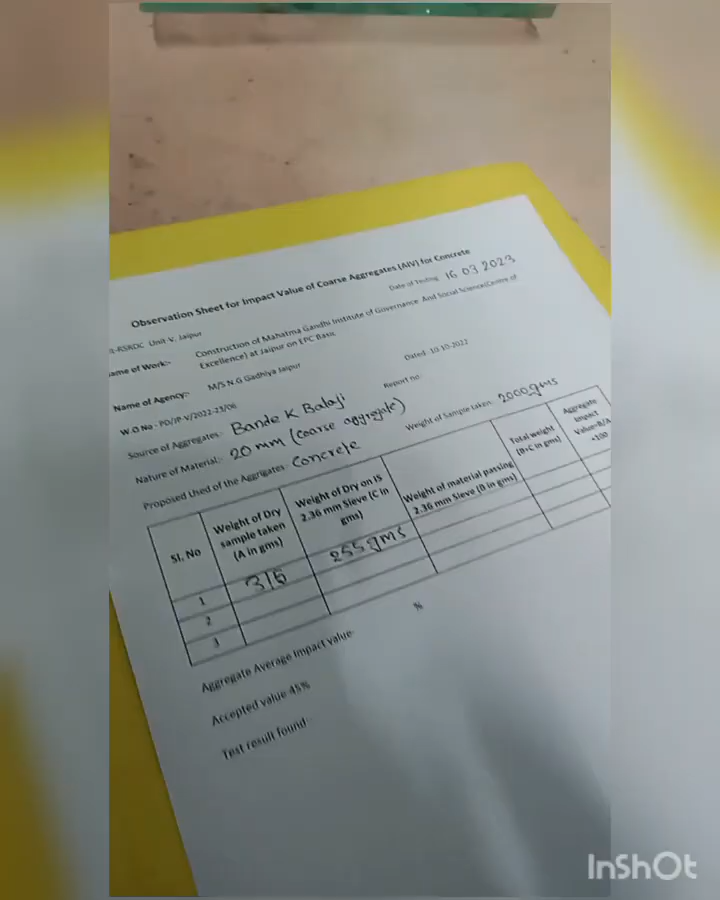 Observation Sheet for Impact Value of Coarse Aggregates (AIV) for Concrete
Date of Testing 16 03 2023
-RSRDC Unit-V, Jaipur
ame of Work:- Construction of Mahatma Gandhi Institute of Governance And Social Science(Centre of
Excellence) at Jaipur on EPC Basic
Name of Agency:- M/S N.G Gadhiya Jaipur
W.O No - PD/JP-V/2022-23/06 Dated 10-10-2022
Source of Aggregates: Bande K Balaji Report no
Nature of Material:- 20 mm (coarse aggregate)
Proposed Used of the Aggrigates- Concrete Weight of Sample taken: 2000gms
Sl. No
Weight of Dry
sample taken
(A in gms)
Weight of Dry on IS
2.36 mm Sieve (C in
gms)
Weight of material passing
2.36 mm Sieve (B in gms)
Total weight
(B+C in gms)
Aggregate
Impact
Value=B/A
*100
1 316 255gms
2
3
Aggregate Average Impact value- %
Accepted value 45%
Test result found-
InShOt